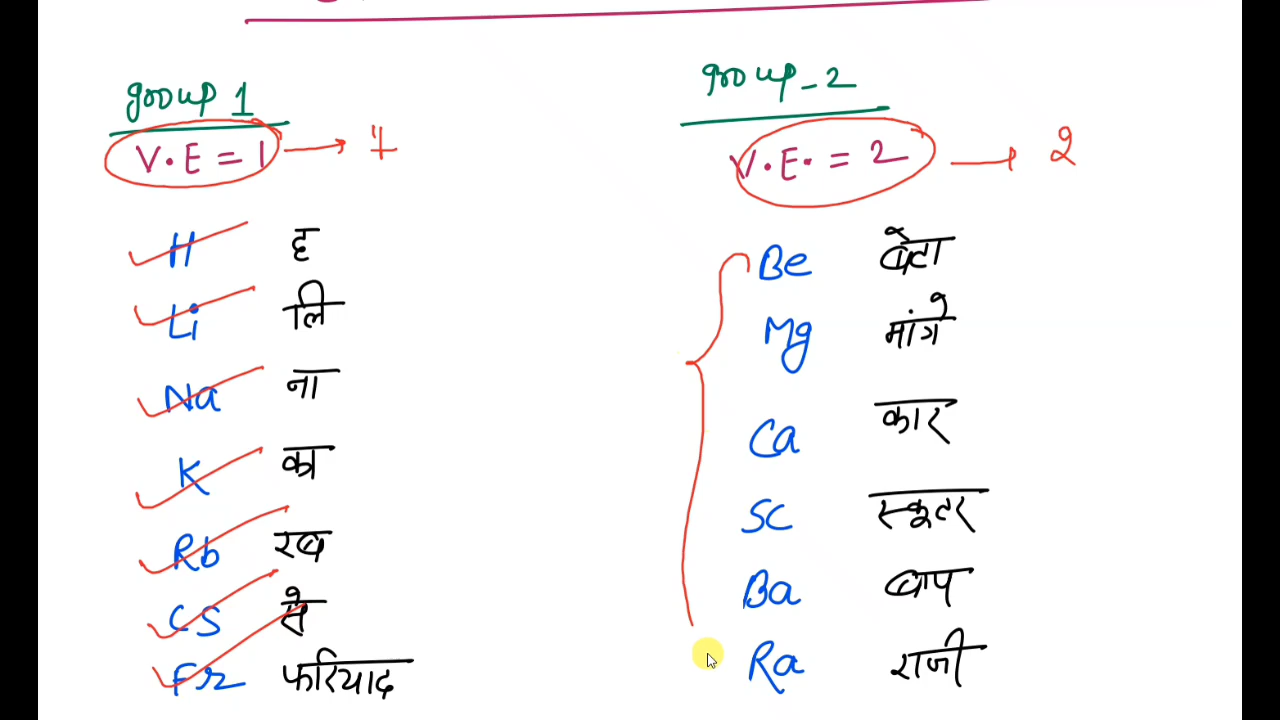 group 1
V.E = 1 → 1
H ह
Li लि
Na ना
K का
Rb रब
Cs से
Fr फरियाद
group - 2
V.E. = 2 → 2
Be बेटा
Mg मांगे
Ca कार
Sc स्कूटर
Ba बाप
Ra राजी